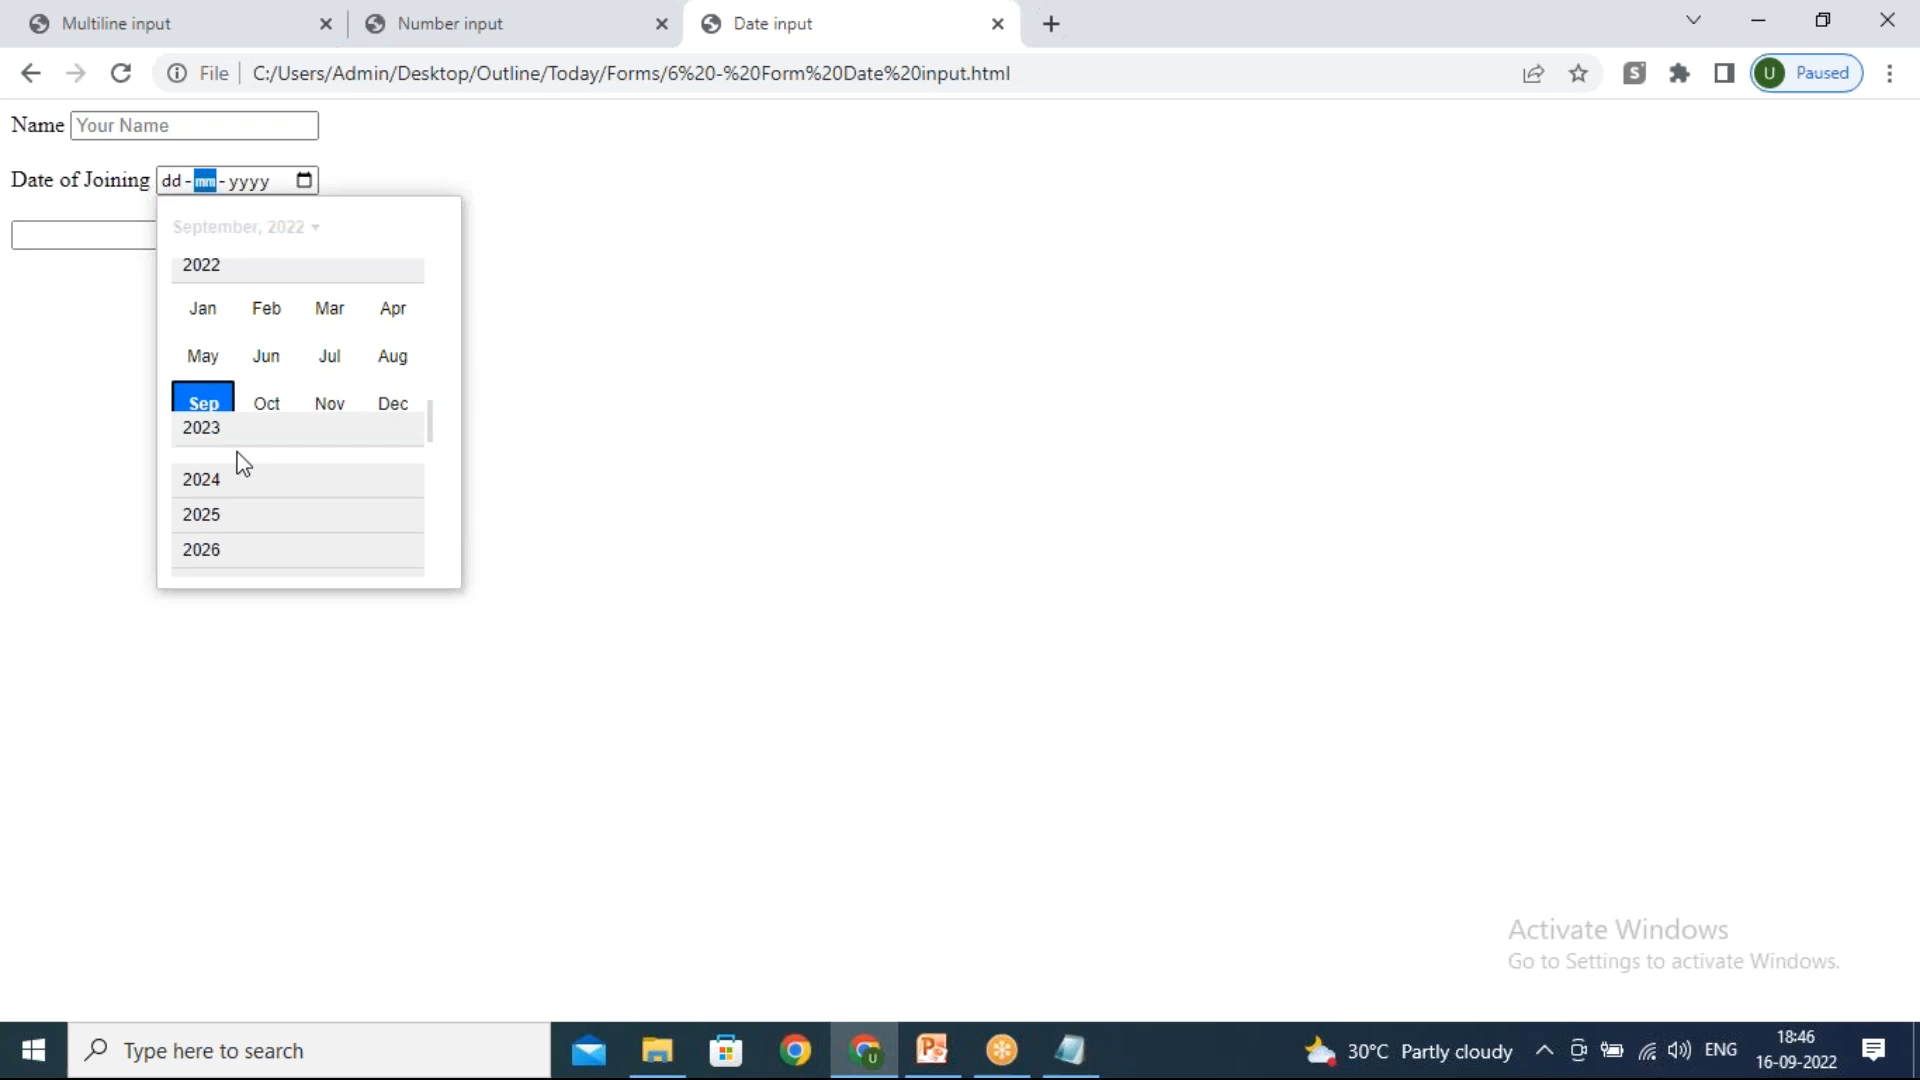 Multiline input
Number input
Date input
File
C:/Users/Admin/Desktop/Outline/Today/Forms/6%20-%20Form%20Date%20input.html
S
U Paused
Name Your Name
Date of Joining dd-mm-yyyy
September, 2022
2022
Jan Feb Mar Apr
May Jun Jul Aug
Sep Oct Nov Dec
2023
2024
2025
2026
Activate Windows
Go to Settings to activate Windows.
Type here to search
30°C Partly cloudy
ENG
18:46
16-09-2022